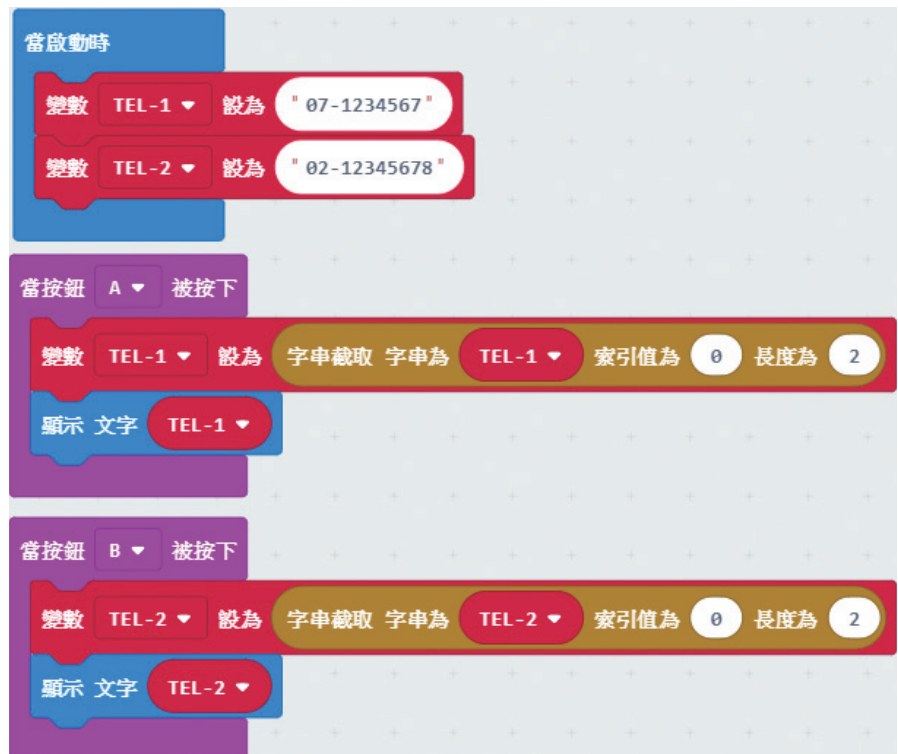 當啟動時
變數 TEL-1 設為 "07-1234567"
變數 TEL-2 設為 "02-12345678"
當按鈕 A 被按下
變數 TEL-1 設為 字串截取 字串為 TEL-1 索引值為 0 長度為 2
顯示 文字 TEL-1
當按鈕 B 被按下
變數 TEL-2 設為 字串截取 字串為 TEL-2 索引值為 0 長度為 2
顯示 文字 TEL-2